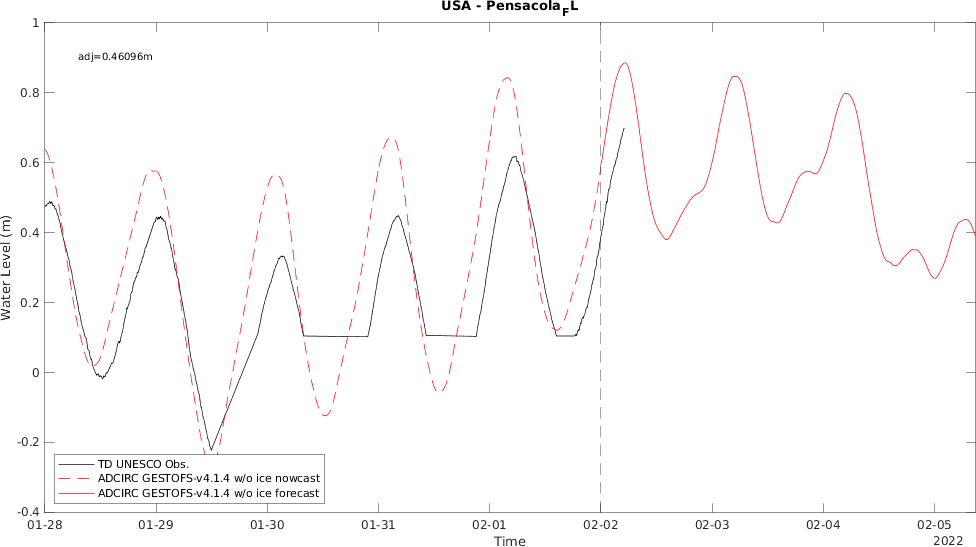 USA - Pensacola_FL
adj=0.46096m
1
0.8
0.6
0.4
0.2
0
-0.2
-0.4
Water Level (m)
TD UNESCO Obs.
ADCIRC GESTOFS-v4.1.4 w/o ice nowcast
ADCIRC GESTOFS-v4.1.4 w/o ice forecast
01-28 01-29 01-30 01-31 02-01 02-02 02-03 02-04 02-05
Time
2022